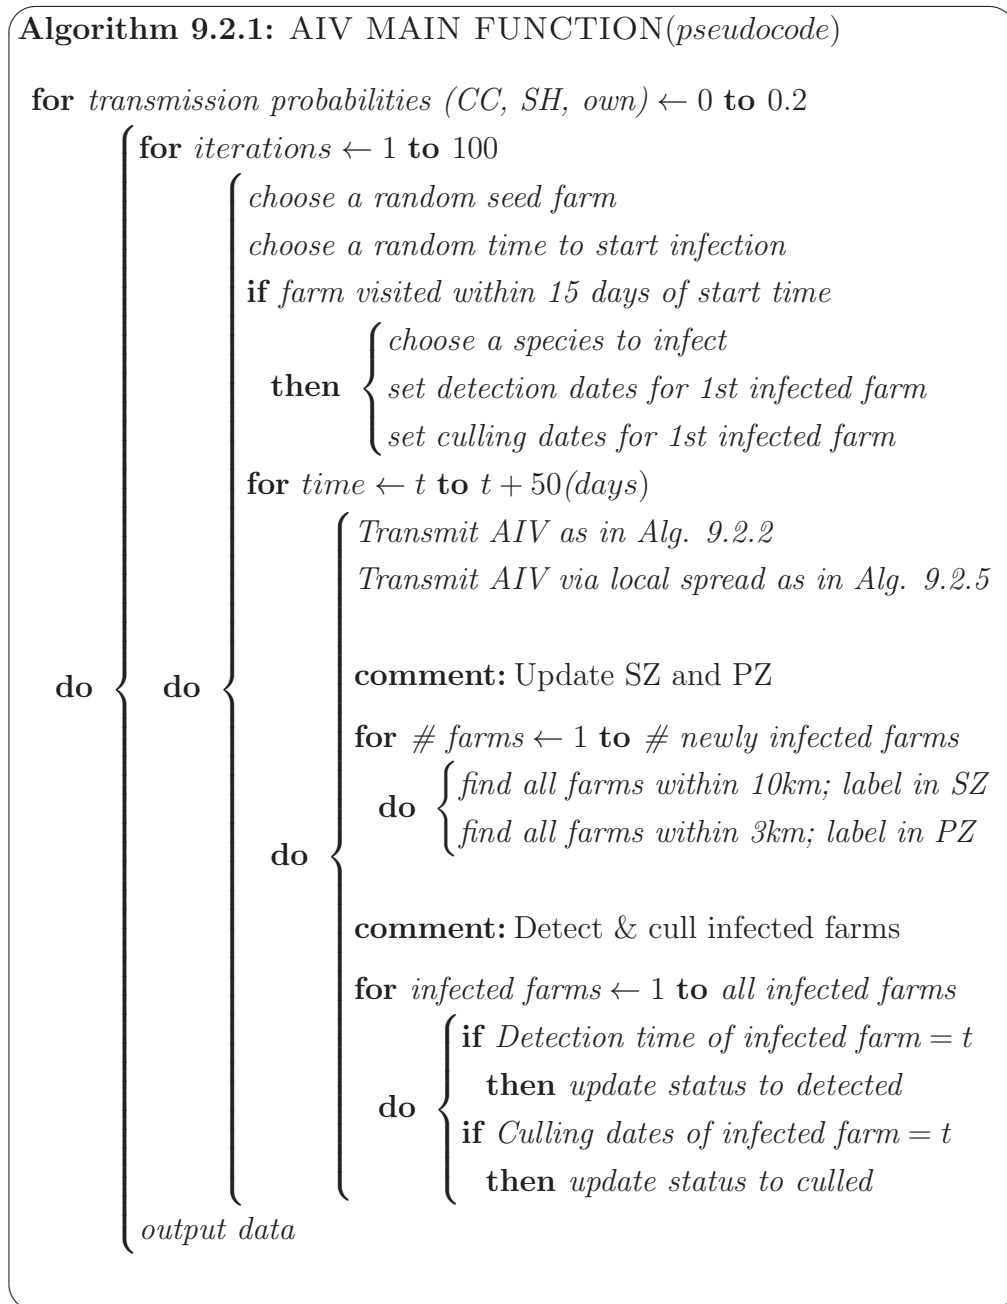 Algorithm 9.2.1: AIV MAIN FUNCTION(pseudocode)
for transmission probabilities (CC, SH, own) ← 0 to 0.2
for iterations ← 1 to 100
choose a random seed farm
choose a random time to start infection
if farm visited within 15 days of start time
choose a species to infect
then
set detection dates for 1st infected farm
set culling dates for 1st infected farm
for time ← t to t + 50(days)
Transmit AIV as in Alg. 9.2.2
Transmit AIV via local spread as in Alg. 9.2.5
comment: Update SZ and PZ
do do
for # farms ← 1 to # newly infected farms
find all farms within 10km; label in SZ
do
find all farms within 3km; label in PZ
do
comment: Detect & cull infected farms
for infected farms ← 1 to all infected farms
if Detection time of infected farm = t
then update status to detected
do
if Culling dates of infected farm = t
then update status to culled
output data